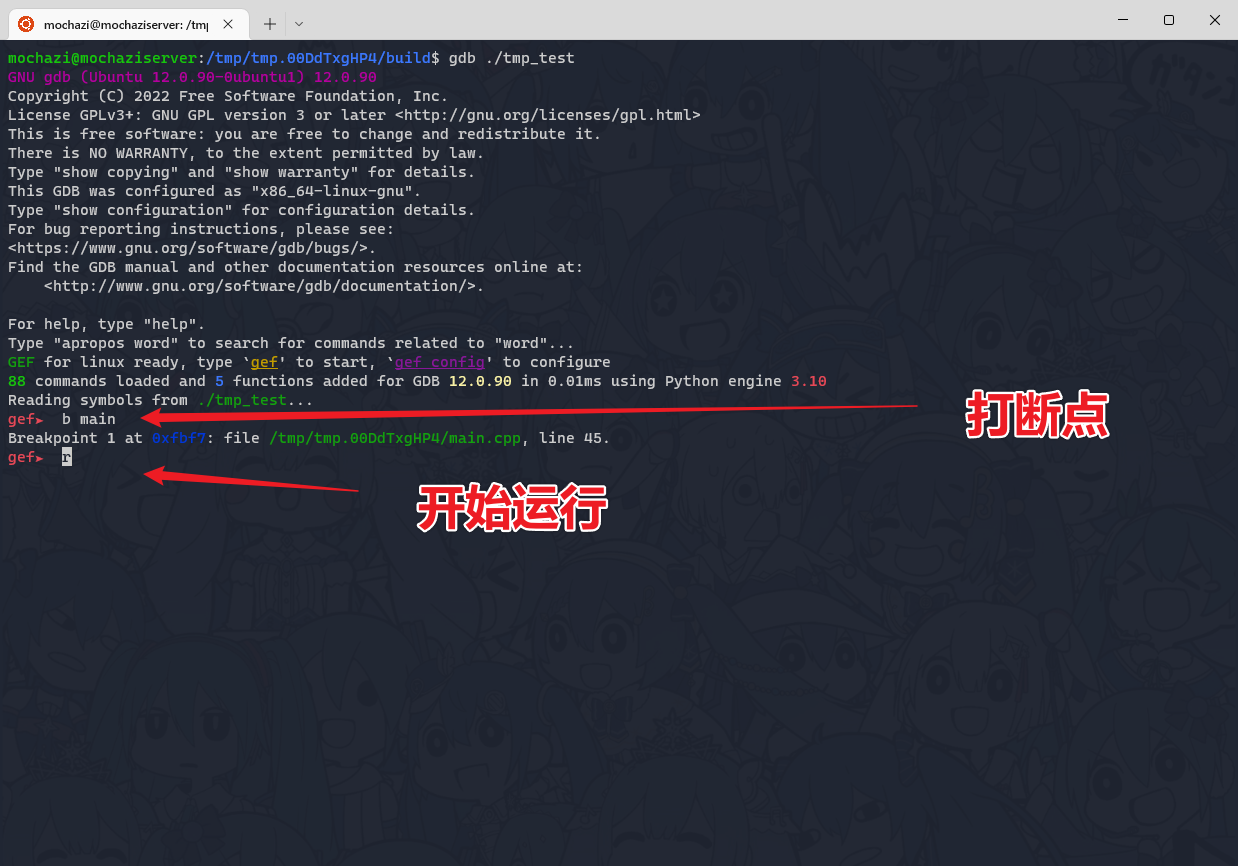 mochazi@mochaziserver: /tmp
mochazi@mochaziserver:/tmp/tmp.00DdTxgHP4/build$ gdb ./tmp_test
GNU gdb (Ubuntu 12.0.90-0ubuntu1) 12.0.90
Copyright (C) 2022 Free Software Foundation, Inc.
License GPLv3+: GNU GPL version 3 or later <http://gnu.org/licenses/gpl.html>
This is free software: you are free to change and redistribute it.
There is NO WARRANTY, to the extent permitted by law.
Type "show copying" and "show warranty" for details.
This GDB was configured as "x86_64-linux-gnu".
Type "show configuration" for configuration details.
For bug reporting instructions, please see:
<https://www.gnu.org/software/gdb/bugs/>.
Find the GDB manual and other documentation resources online at:
    <http://www.gnu.org/software/gdb/documentation/>.
For help, type "help".
Type "apropos word" to search for commands related to "word"...
GEF for linux ready, type `gef' to start, `gef config' to configure
88 commands loaded and 5 functions added for GDB 12.0.90 in 0.01ms using Python engine 3.10
Reading symbols from ./tmp_test...
gef➤  b main
打断点
Breakpoint 1 at 0xfbf7: file /tmp/tmp.00DdTxgHP4/main.cpp, line 45.
gef➤  r
开始运行